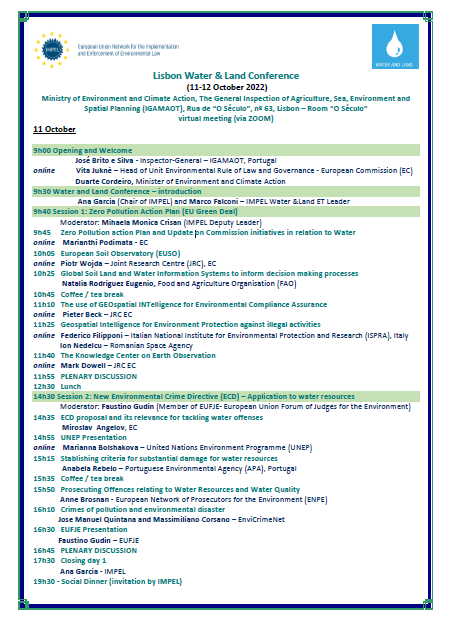 IMPEL
European Union Network for the Implementation
and Enforcement of Environmental Law
WATER AND LAND
Lisbon Water & Land Conference
(11-12 October 2022)
Ministry of Environment and Climate Action, The General Inspection of Agriculture, Sea, Environment and
Spatial Planning (IGAMAOT), Rua de "O Século", nº 63, Lisbon – Room "O Século"
virtual meeting (via ZOOM)
11 October
9h00 Opening and Welcome
José Brito e Silva - Inspector-General – IGAMAOT, Portugal
online Vita Juknė – Head of Unit Environmental Rule of Law and Governance - European Commission (EC)
Duarte Cordeiro, Minister of Environment and Climate Action
9h30 Water and Land Conference – introduction
Ana Garcia (Chair of IMPEL) and Marco Falconi – IMPEL Water &Land ET Leader
9h40 Session 1: Zero Pollution Action Plan (EU Green Deal)
Moderator: Mihaela Monica Crisan (IMPEL Deputy Leader)
9h45 Zero Pollution action Plan and Update on Commission initiatives in relation to Water
online Marianthi Podimata - EC
10h05 European Soil Observatory (EUSO)
online Piotr Wojda – Joint Research Centre (JRC), EC
10h25 Global Soil Land and Water Information Systems to inform decision making processes
Natalia Rodriguez Eugenio, Food and Agriculture Organisation (FAO)
10h45 Coffee / tea break
11h10 The use of GEOspatial INTelligence for Environmental Compliance Assurance
online Pieter Beck – JRC EC
11h25 Geospatial Intelligence for Environment Protection against illegal activities
online Federico Filipponi – Italian National Institute for Environmental Protection and Research (ISPRA), Italy
Ion Nedelcu – Romanian Space Agency
11h40 The Knowledge Center on Earth Observation
online Mark Dowell – JRC EC
11h55 PLENARY DISCUSSION
12h30 Lunch
14h30 Session 2: New Environmental Crime Directive (ECD) – Application to water resources
Moderator: Faustino Gudin (Member of EUFJE- European Union Forum of Judges for the Environment)
14h35 ECD proposal and its relevance for tackling water offenses
Miroslav Angelov, EC
14h55 UNEP Presentation
online Marianna Bolshakova – United Nations Environment Programme (UNEP)
15h15 Stablishing criteria for substantial damage for water resources
Anabela Rebelo – Portuguese Environmental Agency (APA), Portugal
15h35 Coffee / tea break
15h50 Prosecuting Offences relating to Water Resources and Water Quality
Anne Brosnan - European Network of Prosecutors for the Environment (ENPE)
16h10 Crimes of pollution and environmental disaster
Jose Manuel Quintana and Massimiliano Corsano – EnviCrimeNet
16h30 EUFJE Presentation
Faustino Gudin – EUFJE
16h45 PLENARY DISCUSSION
17h30 Closing day 1
Ana Garcia - IMPEL
19h30 - Social Dinner (invitation by IMPEL)